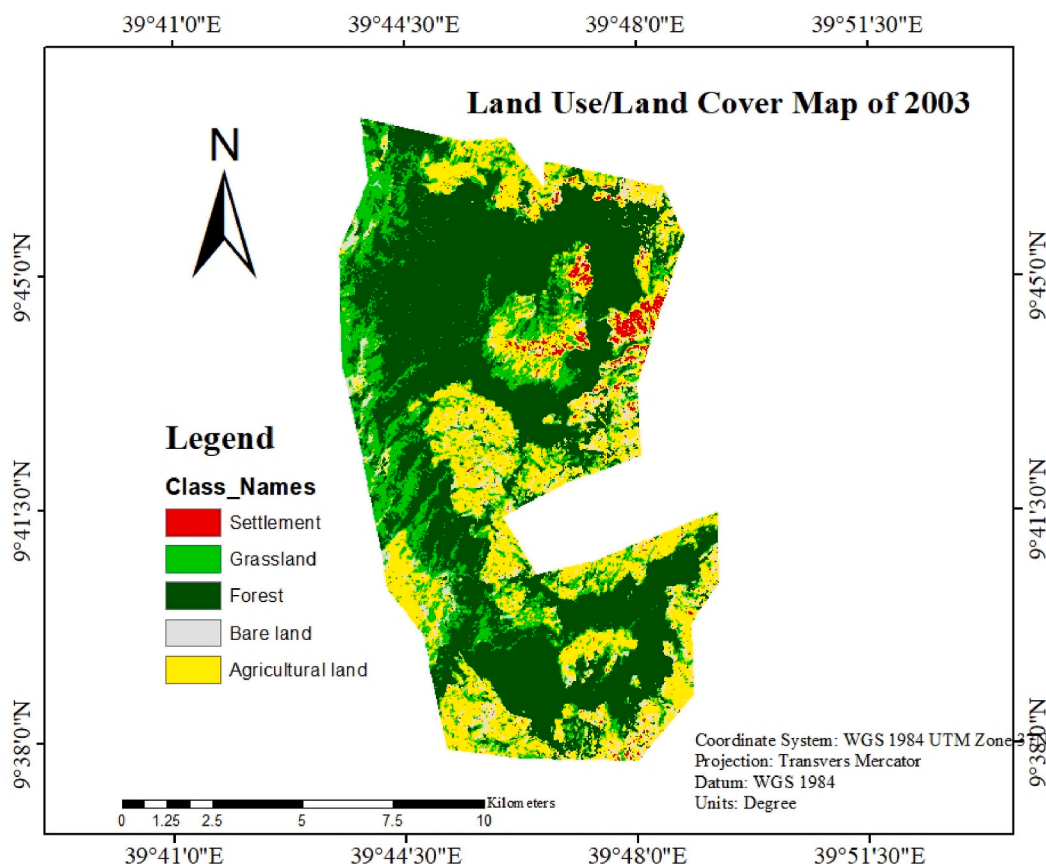 39°41'0"E 39°44'30"E 39°48'0"E 39°51'30"E
Land Use/Land Cover Map of 2003
N
9°45'0"N 9°45'0"N
Legend
Class_Names
9°41'30"N 9°41'30"N
Settlement
Grassland
Forest
Bare land
Agricultural land
9°38'0"N 9°38'0"N
Coordinate System: WGS 1984 UTM Zone
Projection: Transvers Mercator
Datum: WGS 1984
Units: Degree
Kilometers
0 1.25 2.5 5 7.5 10
39°41'0"E 39°44'30"E 39°48'0"E 39°51'30"E